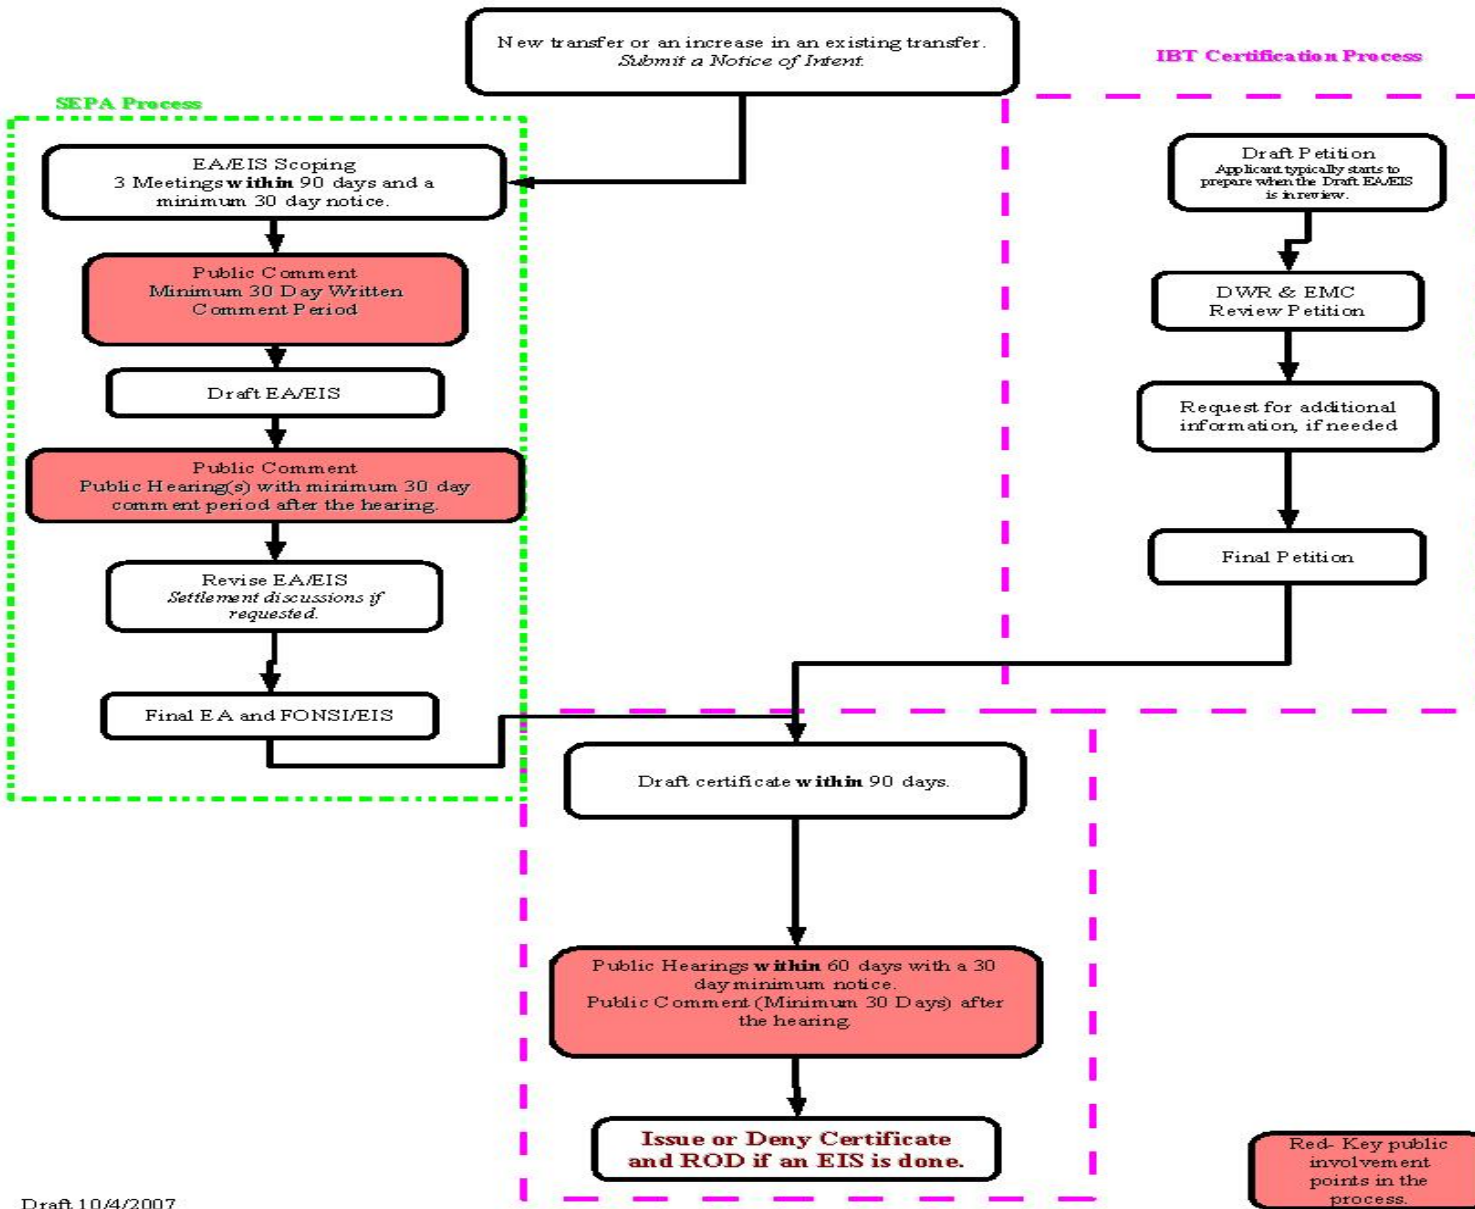 New transfer or an increase in an existing transfer.
Submit a Notice of Intent.
IBT Certification Process
SEPA Process
EA/EIS Scoping
3 Meetings within 90 days and a
minimum 30 day notice.
Public Comment
Minimum 30 Day Written
Comment Period
Draft EA/EIS
Public Comment
Public Hearing(s) with minimum 30 day
comment period after the hearing.
Revise EA/EIS
Settlement discussions if
requested.
Final EA and FONSI/EIS
Draft Petition
Applicant typically starts to
prepare when the Draft EA/EIS
is in review.
DWR & EMC
Review Petition
Request for additional
information, if needed
Final Petition
Draft certificate within 90 days.
Public Hearings within 60 days with a 30
day minimum notice.
Public Comment (Minimum 30 Days) after
the hearing.
Issue or Deny Certificate
and ROD if an EIS is done.
Red- Key public
involvement
points in the
process.
Draft 10/4/2007